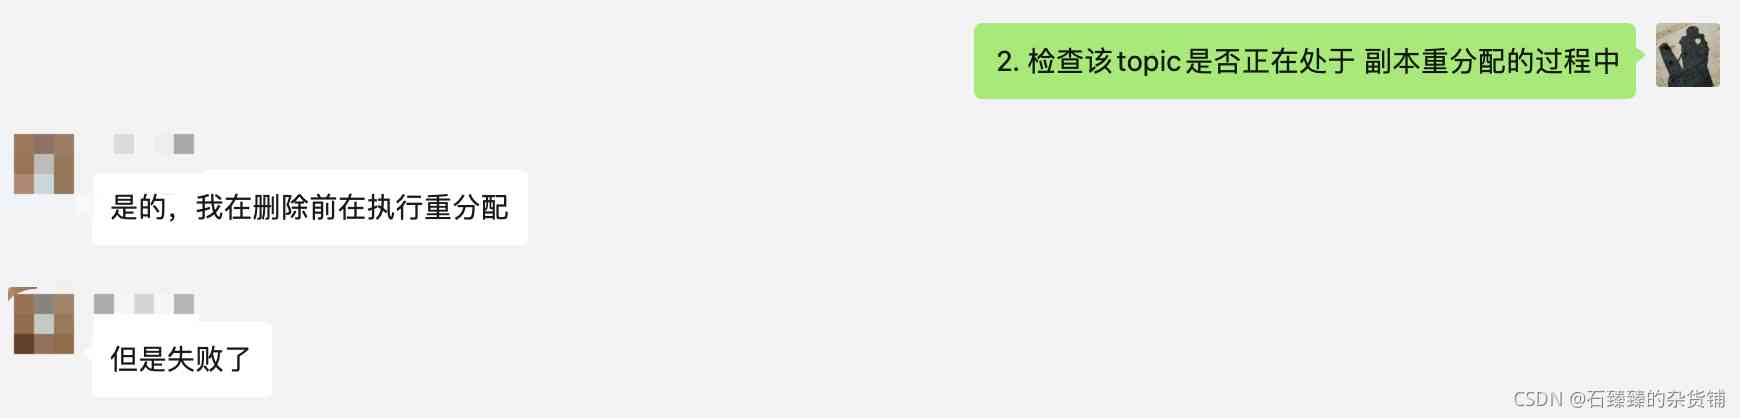 2. 检查该topic是否正在处于 副本重分配的过程中
是的，我在删除前在执行重分配
但是失败了
CSDN @石臻臻的杂货铺